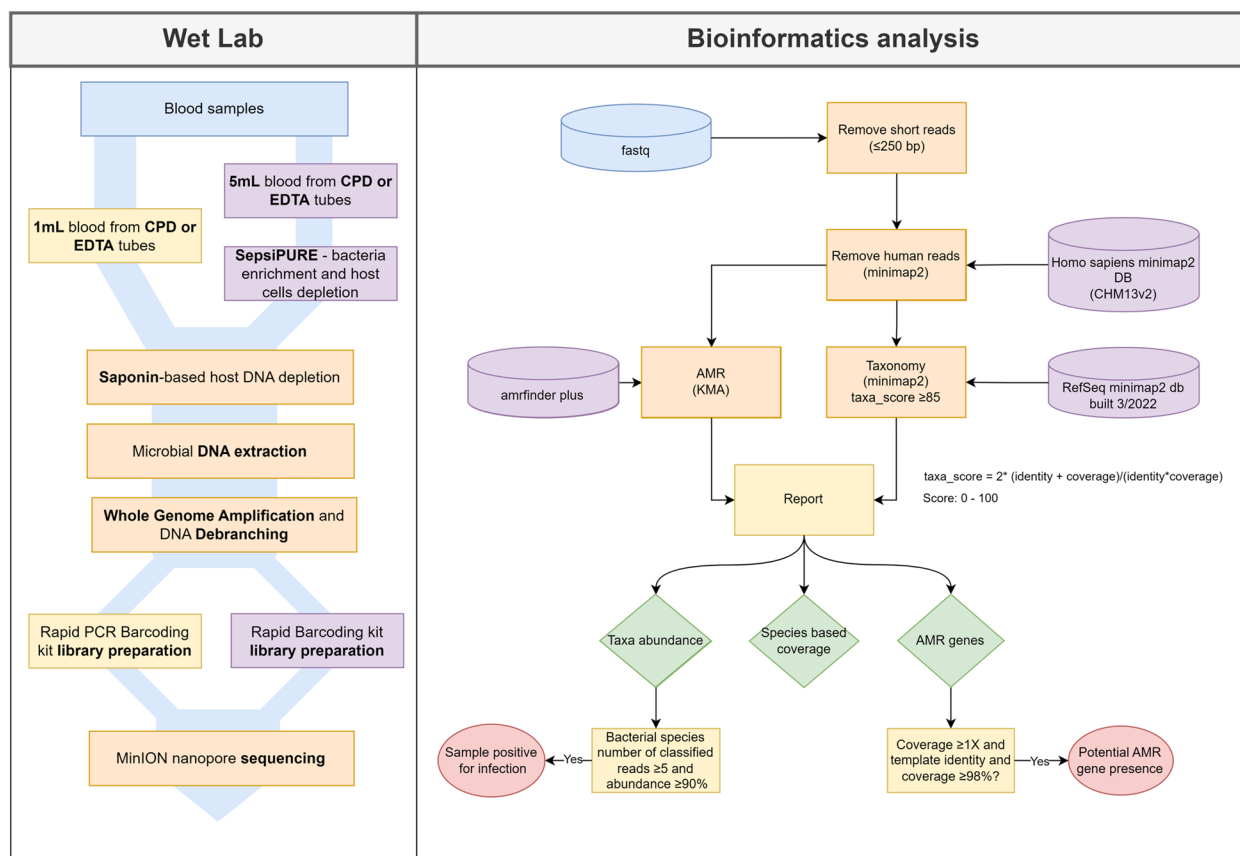 Wet Lab
Blood samples
5mL blood from CPD or
EDTA tubes
1mL blood from CPD or
EDTA tubes
SepsiPURE - bacteria
enrichment and host
cells depletion
Saponin-based host DNA depletion
Microbial DNA extraction
Whole Genome Amplification and
DNA Debranching
Rapid PCR Barcoding
kit library preparation
Rapid Barcoding kit
library preparation
MinION nanopore sequencing
Bioinformatics analysis
fastq
Remove short reads
(≤250 bp)
Remove human reads
(minimap2)
Homo sapiens minimap2
DB
(CHM13v2)
amrfinder plus
AMR
(KMA)
Taxonomy
(minimap2)
taxa_score ≥85
RefSeq minimap2 db
built 3/2022
Report
taxa_score = 2* (identity + coverage)/(identity*coverage)
Score: 0 - 100
Taxa abundance
Species based
coverage
AMR genes
Sample positive
for infection
Yes
Bacterial species
number of classified
reads ≥5 and
abundance ≥90%
Coverage ≥1X and
template identity and
coverage ≥98%?
Yes
Potential AMR
gene presence